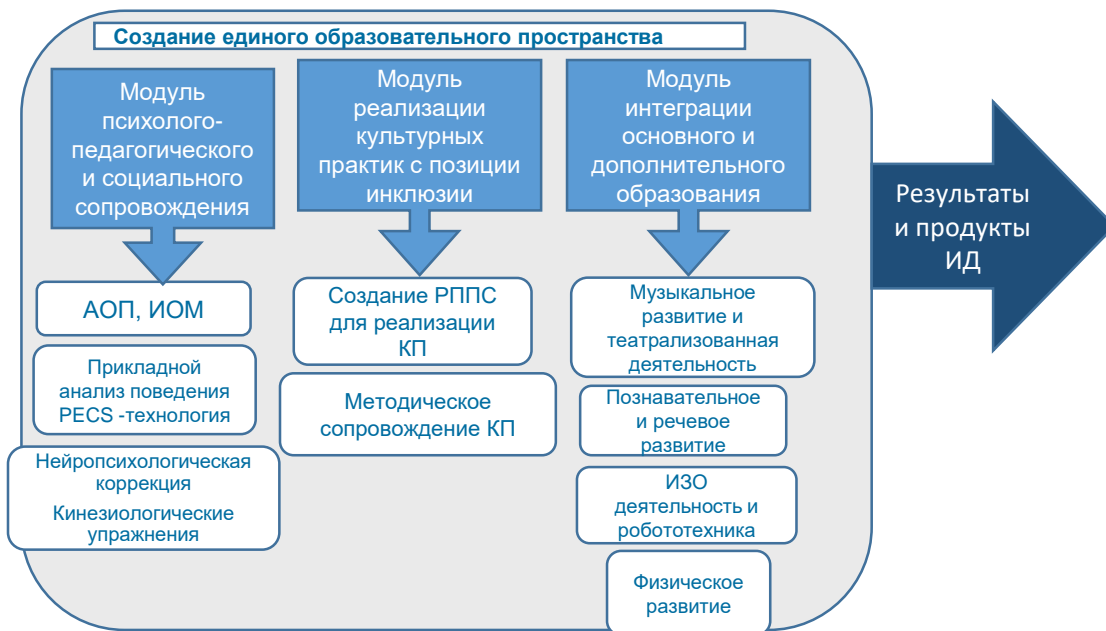 Создание единого образовательного пространства
Модуль
психолого-
педагогического
и социального
сопровождения
АОП, ИОМ
Прикладной
анализ поведения
PECS -технология
Нейропсихологическая
коррекция
Кинезиологические
упражнения
Модуль
реализации
культурных
практик с позиции
инклюзии
Создание РППС
для реализации
КП
Методическое
сопровождение КП
Модуль
интеграции
основного и
дополнительного
образования
Музыкальное
развитие и
театрализованная
деятельность
Познавательное
и речевое
развитие
ИЗО
деятельность и
робототехника
Физическое
развитие
Результаты
и продукты
ИД